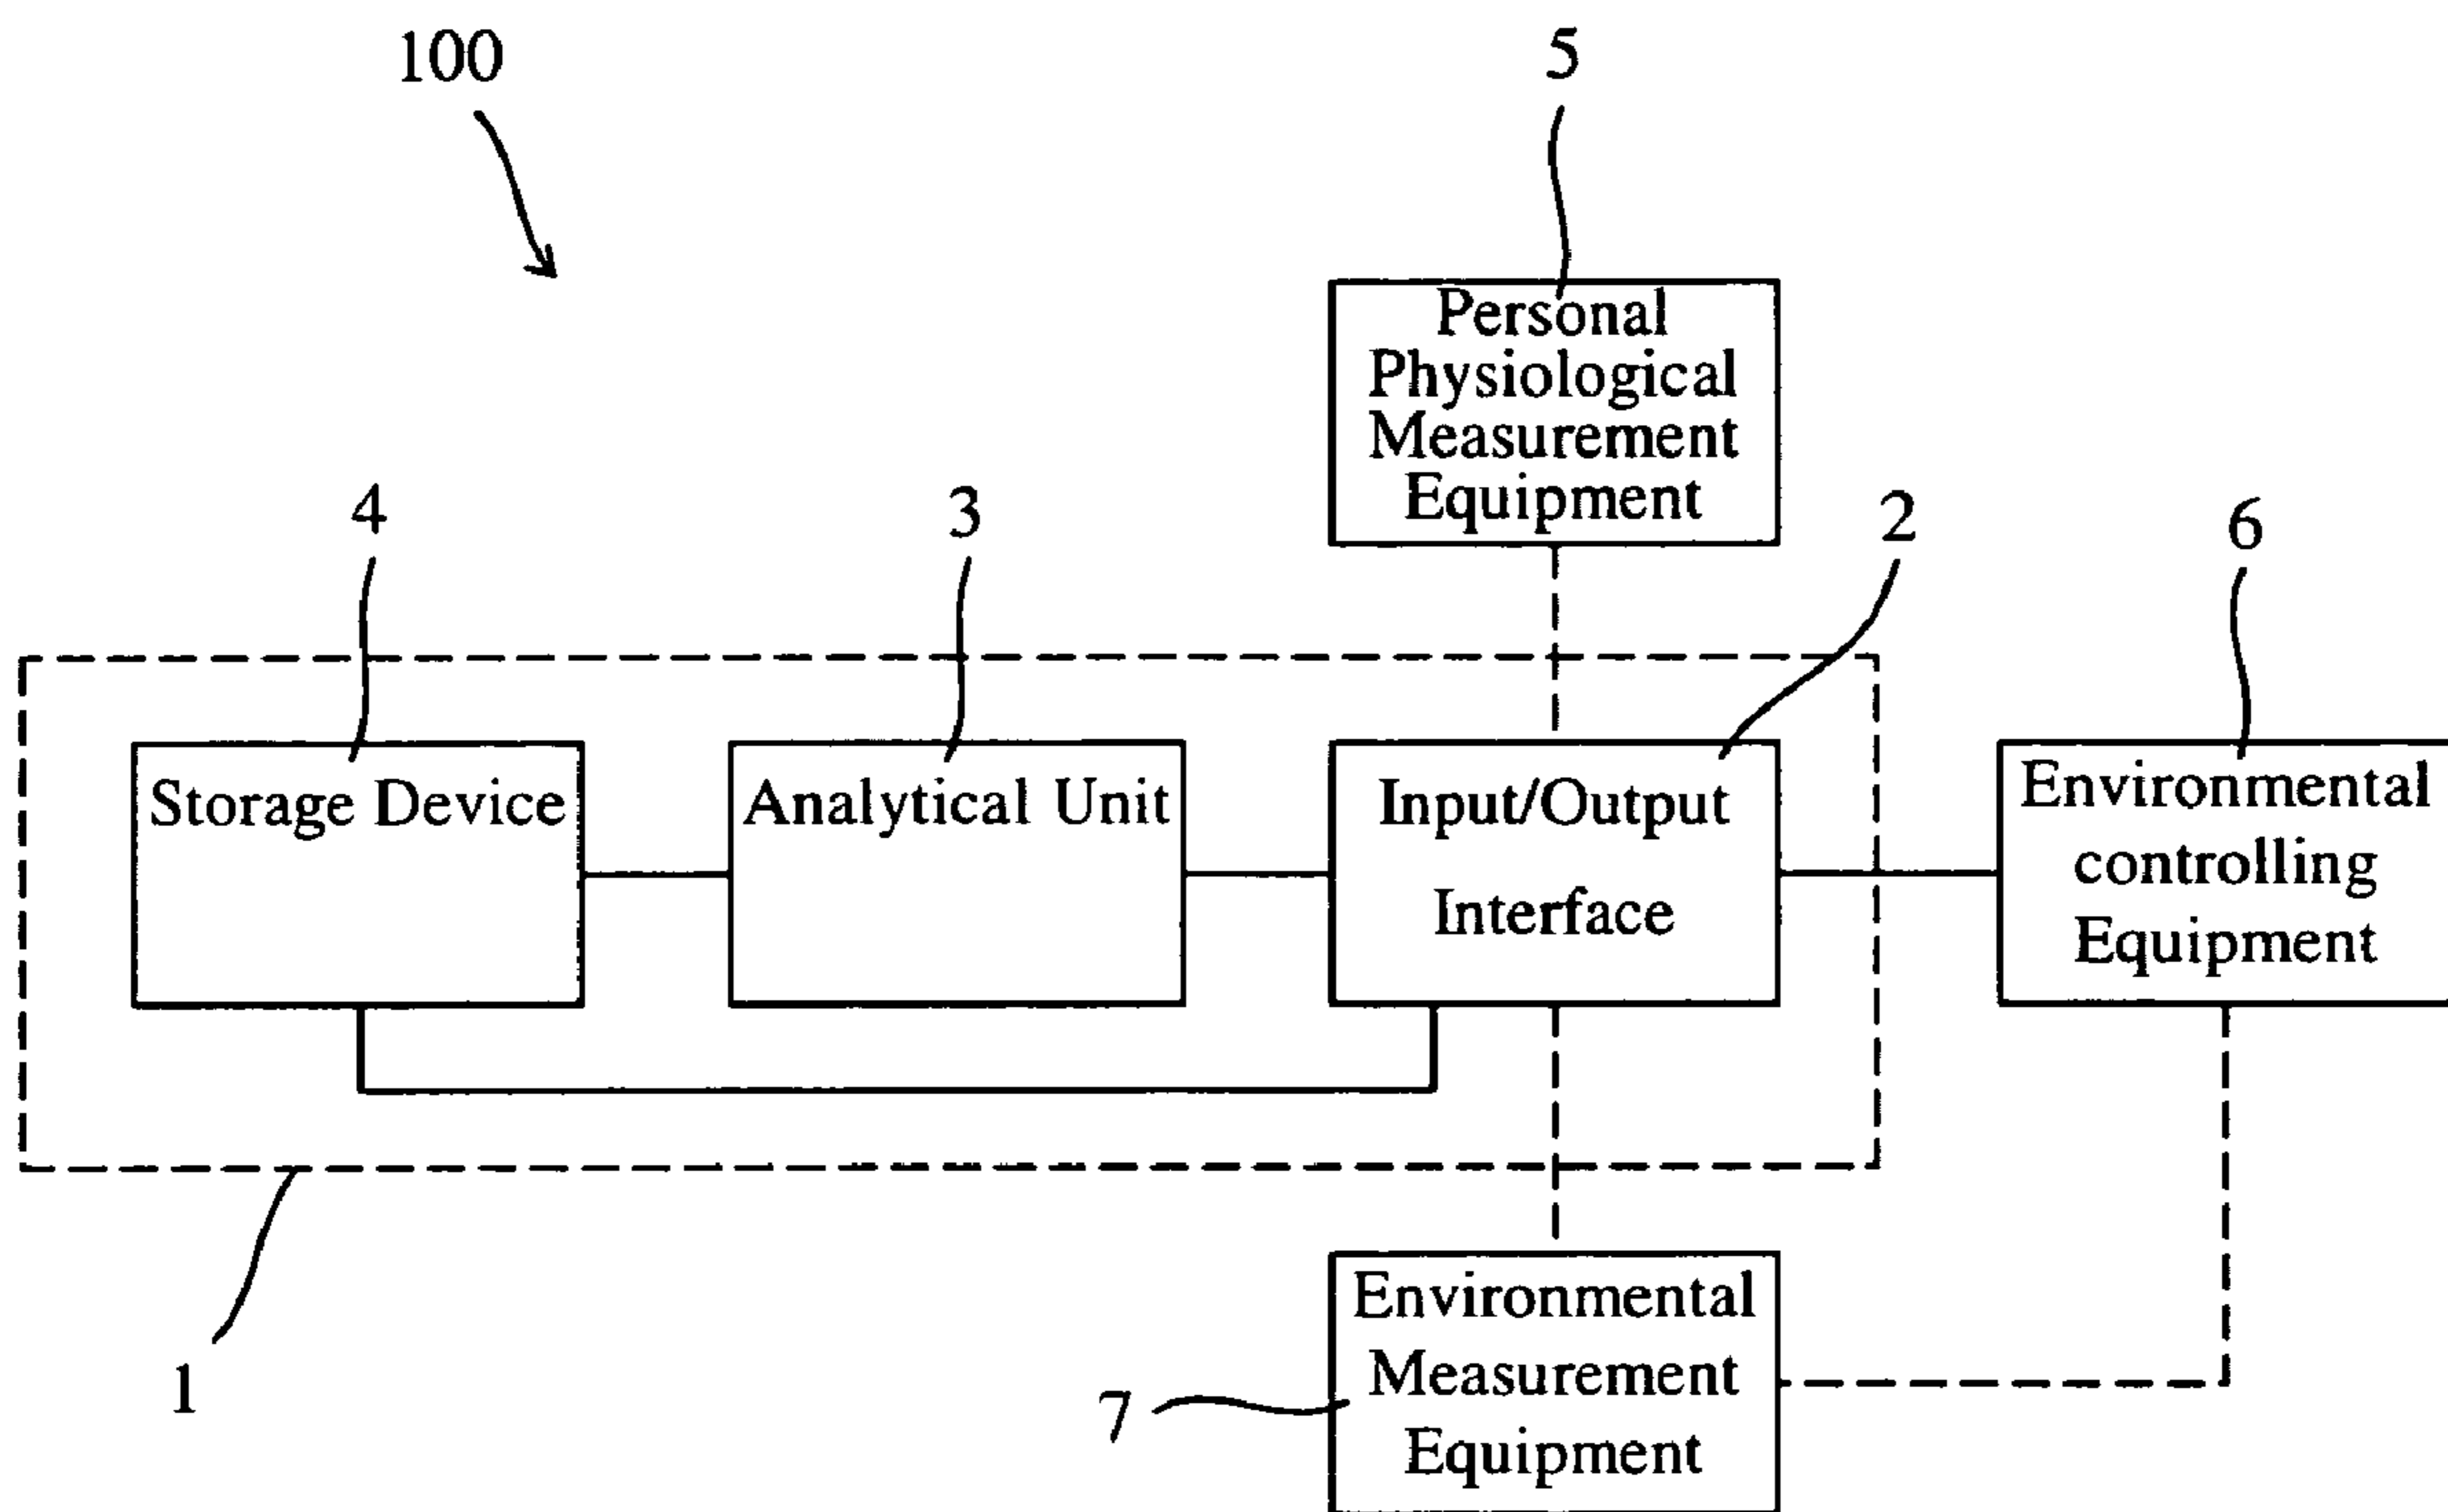 100
5
Personal
Physiological
Measurement
Equipment
4
3
2
6
Storage Device
Analytical Unit
Input/Output
Interface
Environmental
controlling
Equipment
1
7
Environmental
Measurement
Equipment